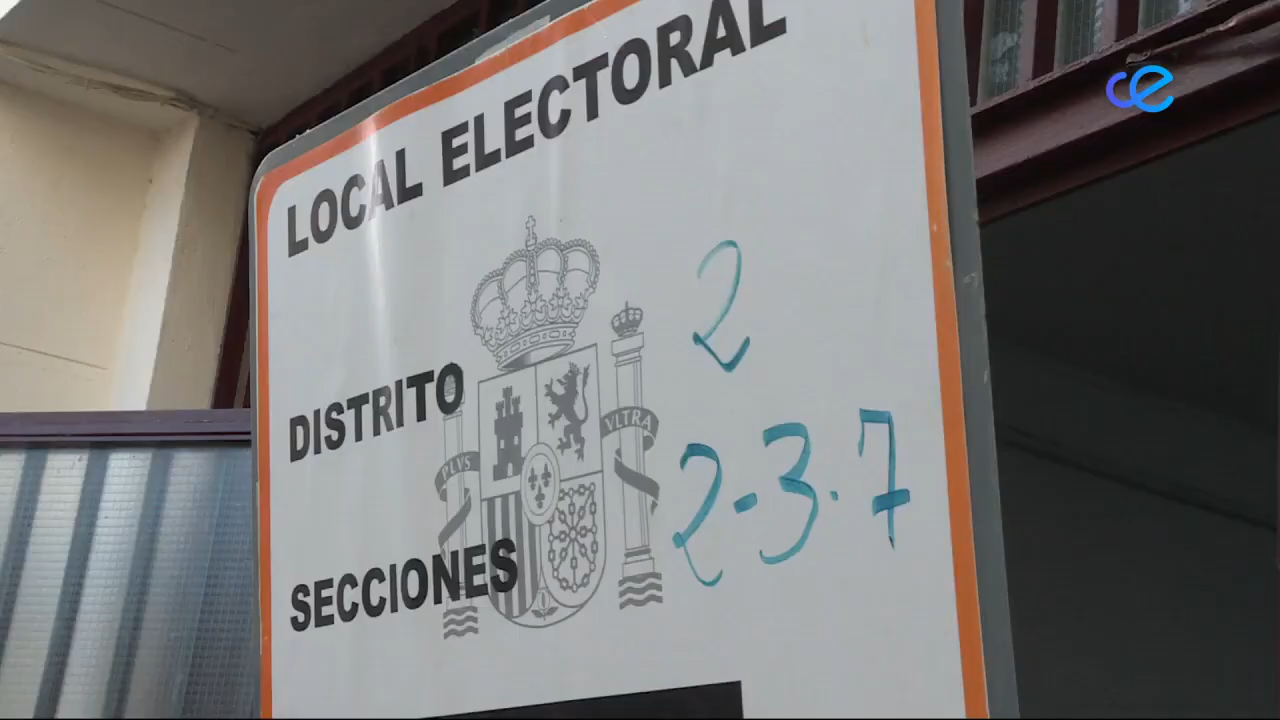 ce
LOCAL ELECTORAL
DISTRITO 2
SECCIONES 2-3.7
PLVS
VLTRA